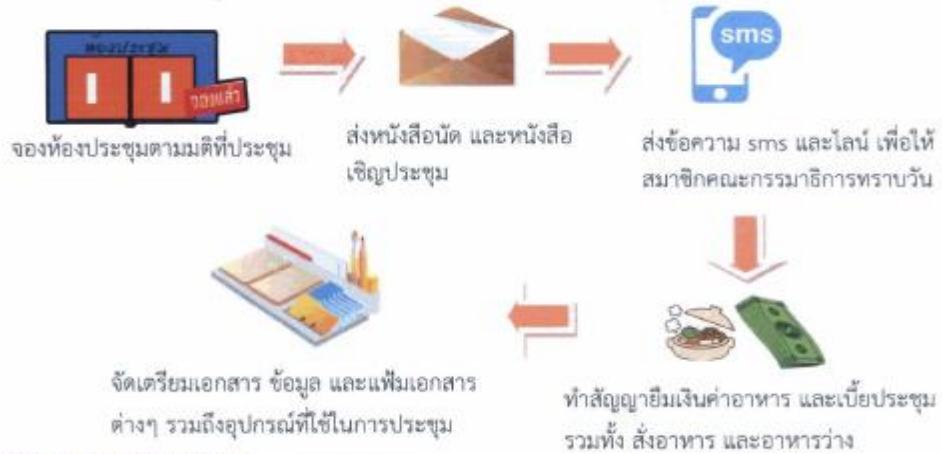 ห้องประชุม
จองแล้ว
จองห้องประชุมตามมติที่ประชุม
ส่งหนังสือนัด และหนังสือ
เชิญประชุม
sms
ส่งข้อความ sms และไลน์ เพื่อให้
สมาชิกคณะกรรมาธิการทราบวัน
ทำสัญญายืมเงินค่าอาหาร และเบี้ยประชุม
รวมทั้ง สั่งอาหาร และอาหารว่าง
จัดเตรียมเอกสาร ข้อมูล และแฟ้มเอกสาร
ต่างๆ รวมถึงอุปกรณ์ที่ใช้ในการประชุม